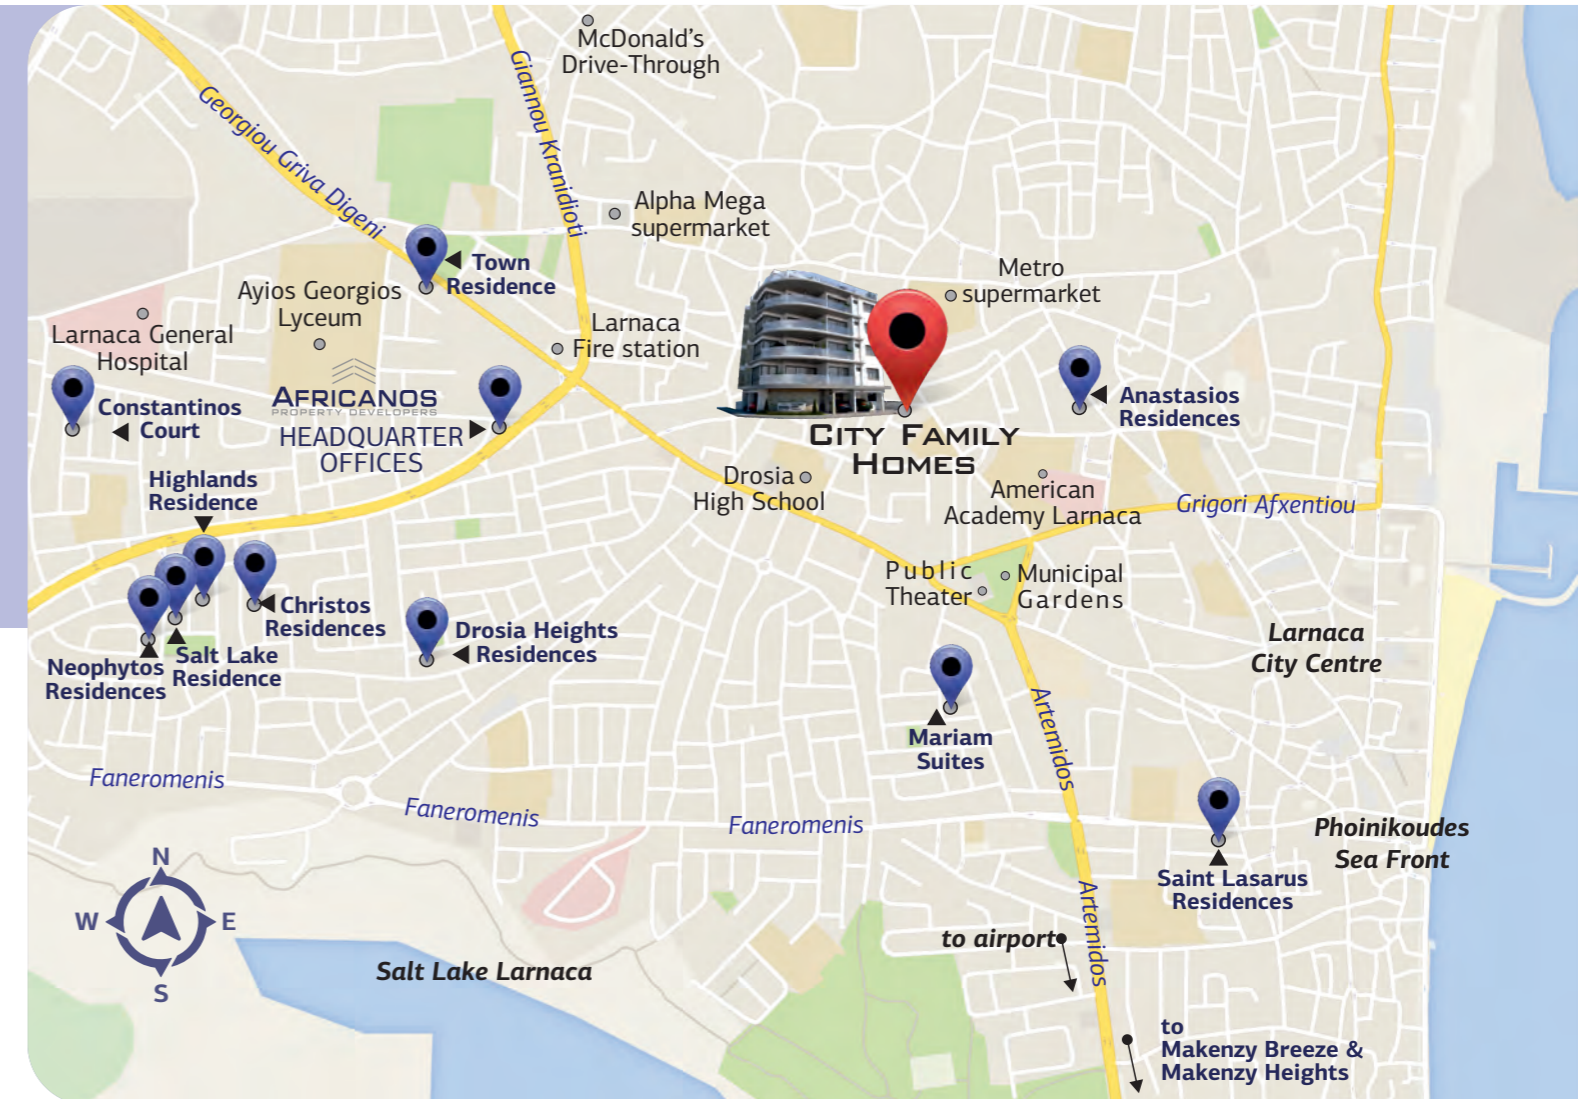 McDonald's
Drive-Through
Georgiou Griva Digeni
Giannou Kranidioti
Alpha Mega
supermarket
Town
Residence
Metro
supermarket
Ayios Georgios
Lyceum
Larnaca General
Hospital
Larnaca
Fire station
AFRICANOS
PROPERTY DEVELOPERS
HEADQUARTER
OFFICES
Constantinos
Court
Anastasios
Residences
CITY FAMILY
HOMES
Highlands
Residence
Drosia
High School
American
Academy Larnaca
Grigori Afxentiou
Public
Theater
Municipal
Gardens
Christos
Residences
Drosia Heights
Residences
Neophytos
Residences
Salt Lake
Residence
Larnaca
City Centre
Mariam
Suites
Artemidos
Faneromenis
Faneromenis
Faneromenis
Phoinikoudes
Sea Front
Saint Lasarus
Residences
Artemidos
N
W
E
S
to airport
Salt Lake Larnaca
to
Makenzy Breeze &
Makenzy Heights